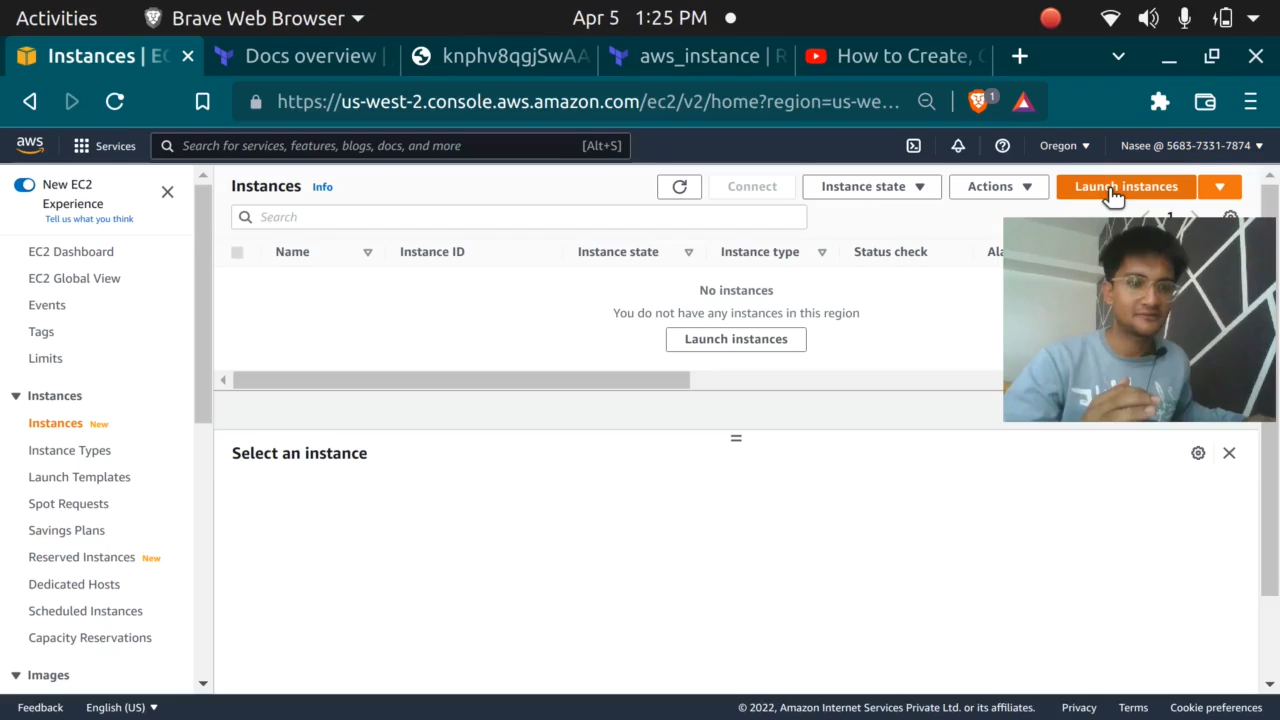 Activities
Brave Web Browser
Apr 5 1:25 PM
Instances | EC
Docs overview
knphv8qgjSwAA
aws_instance | R
How to Create,
https://us-west-2.console.aws.amazon.com/ec2/v2/home?region=us-we...
1
aws
Services
Search for services, features, blogs, docs, and more
[Alt+S]
Oregon
Nasee @ 5683-7331-7874
New EC2
Experience
Tell us what you think
EC2 Dashboard
EC2 Global View
Events
Tags
Limits
Instances
Instances New
Instance Types
Launch Templates
Spot Requests
Savings Plans
Reserved Instances New
Dedicated Hosts
Scheduled Instances
Capacity Reservations
Images
Instances Info
Connect
Instance state
Actions
Launch instances
Search
1
Name
Instance ID
Instance state
Instance type
Status check
Ala
No instances
You do not have any instances in this region
Launch instances
Select an instance
Feedback
English (US)
© 2022, Amazon Internet Services Private Ltd. or its affiliates.
Privacy
Terms
Cookie preferences